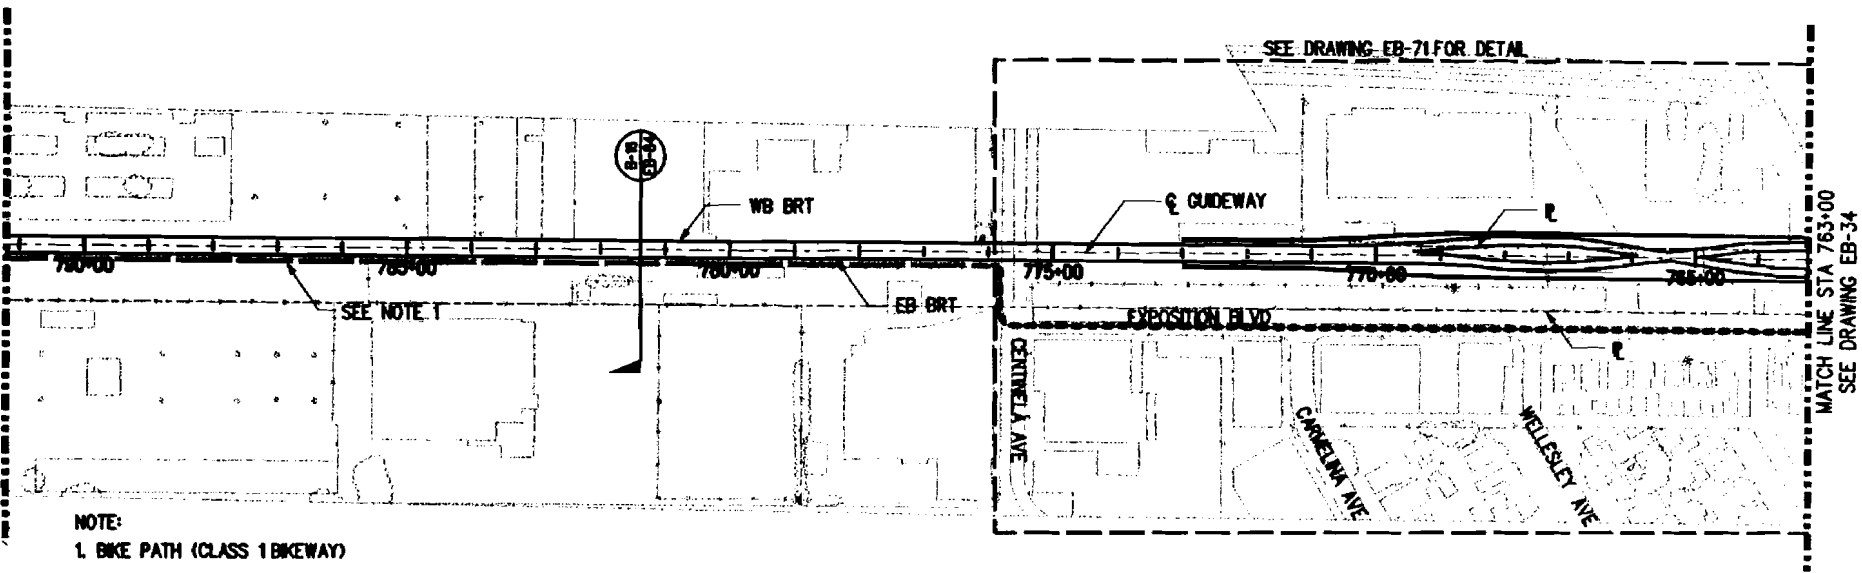 SEE DRAWING EB-71 FOR DETAIL
WB BRT
℄ GUIDEWAY
PL
790+00
785+00
780+00
775+00
770+00
765+00
SEE NOTE 1
EB BRT
EXPOSITION BLVD
PL
CENTINELA AVE
CARMELINA AVE
WELLESLEY AVE
MATCH LINE STA 763+00
SEE DRAWING EB-34
NOTE:
1. BIKE PATH (CLASS 1 BIKEWAY)